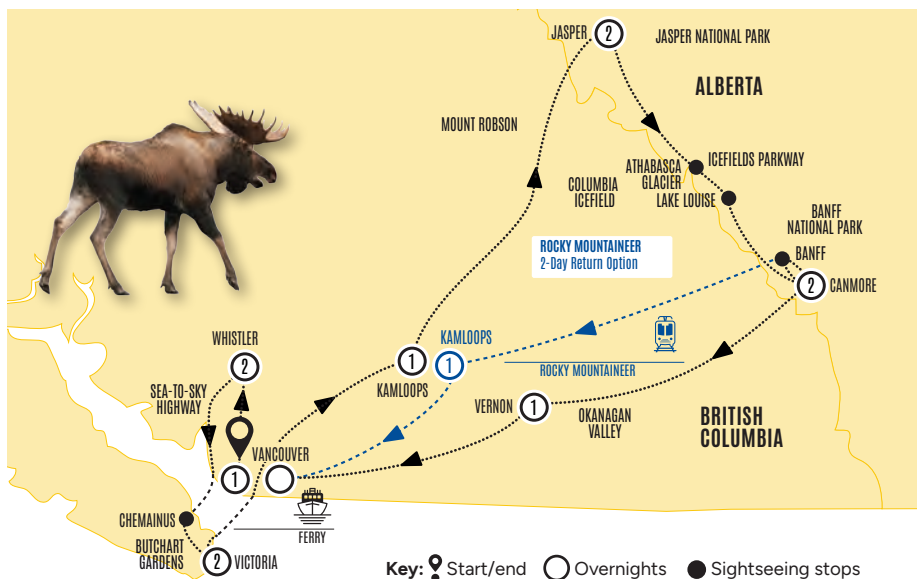 JASPER
2
JASPER NATIONAL PARK
ALBERTA
MOUNT ROBSON
ATHABASCA
GLACIER
ICEFIELDS PARKWAY
COLUMBIA
ICEFIELD
LAKE LOUISE
BANFF
NATIONAL PARK
BANFF
ROCKY MOUNTAINEER
2-Day Return Option
2
CANMORE
WHISTLER
2
KAMLOOPS
1
1
KAMLOOPS
ROCKY MOUNTAINEER
SEA-TO-SKY
HIGHWAY
VERNON
1
OKANAGAN
VALLEY
BRITISH
COLUMBIA
VANCOUVER
1
FERRY
CHEMAINUS
BUTCHART
GARDENS
2
VICTORIA
Key: Start/end Overnights Sightseeing stops